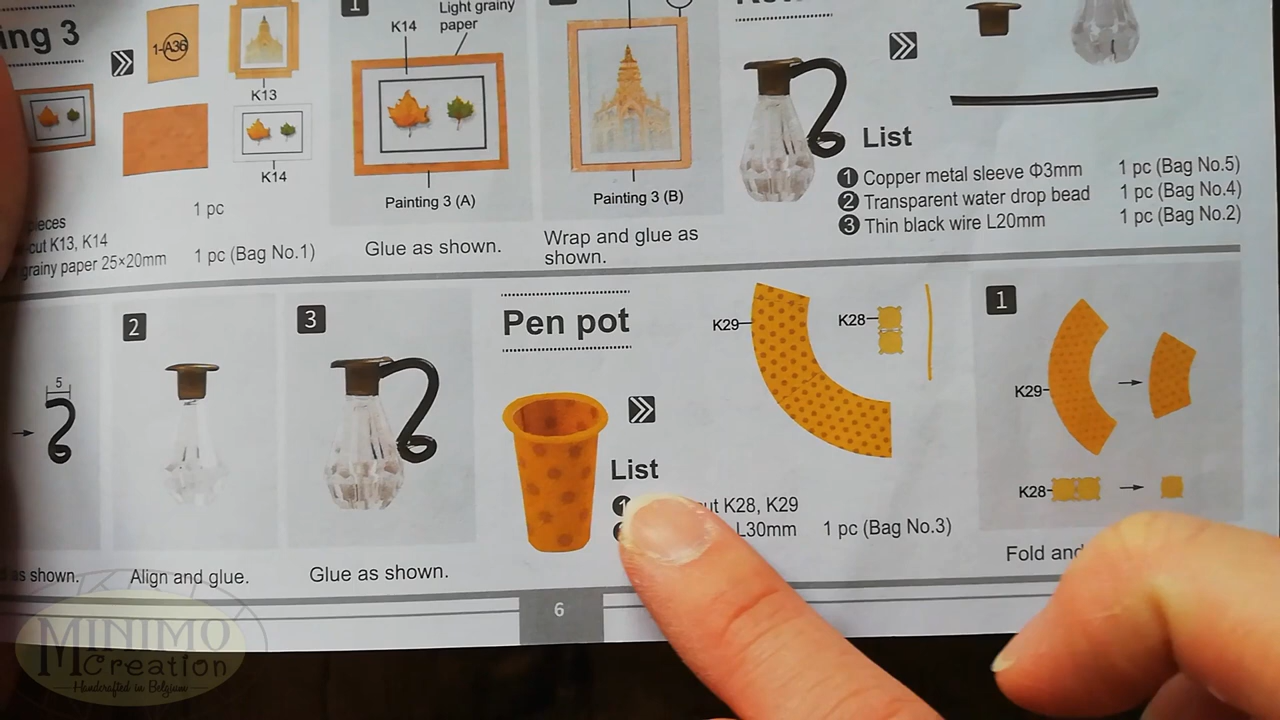 ing 3
1-A36
K13
K14
pieces
1 pc
-cut K13, K14
grainy paper 25×20mm 1 pc (Bag No.1)
1
K14
Light grainy
paper
Painting 3 (A)
Glue as shown.
Painting 3 (B)
Wrap and glue as
shown.
List
1 Copper metal sleeve Φ3mm 1 pc (Bag No.5)
2 Transparent water drop bead 1 pc (Bag No.4)
3 Thin black wire L20mm 1 pc (Bag No.2)
5
as shown.
2
Align and glue.
3
Glue as shown.
Pen pot
K29
K28
List
1 cut K28, K29
L30mm 1 pc (Bag No.3)
1
K29
K28
Fold and
6
MINIMO
Creation
Handcrafted in Belgium